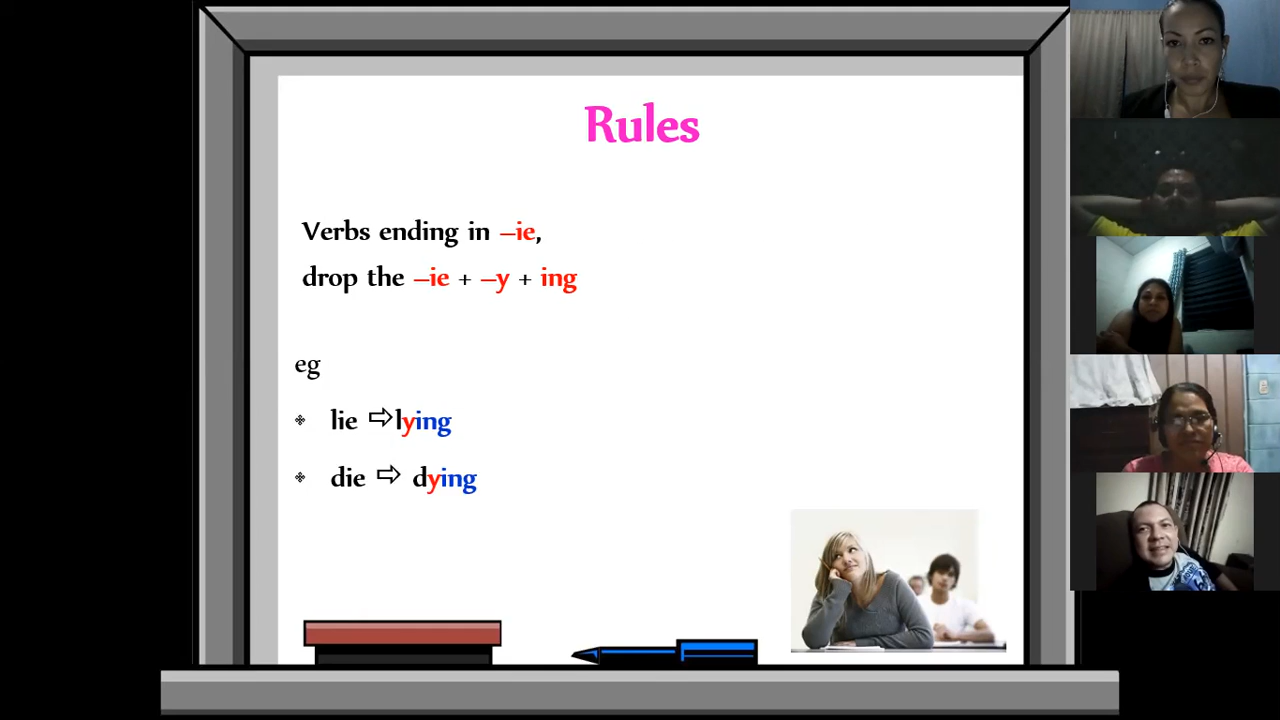 Rules
Verbs ending in –ie,
drop the –ie + –y + ing
eg
lie ⇨lying
die ⇨ dying